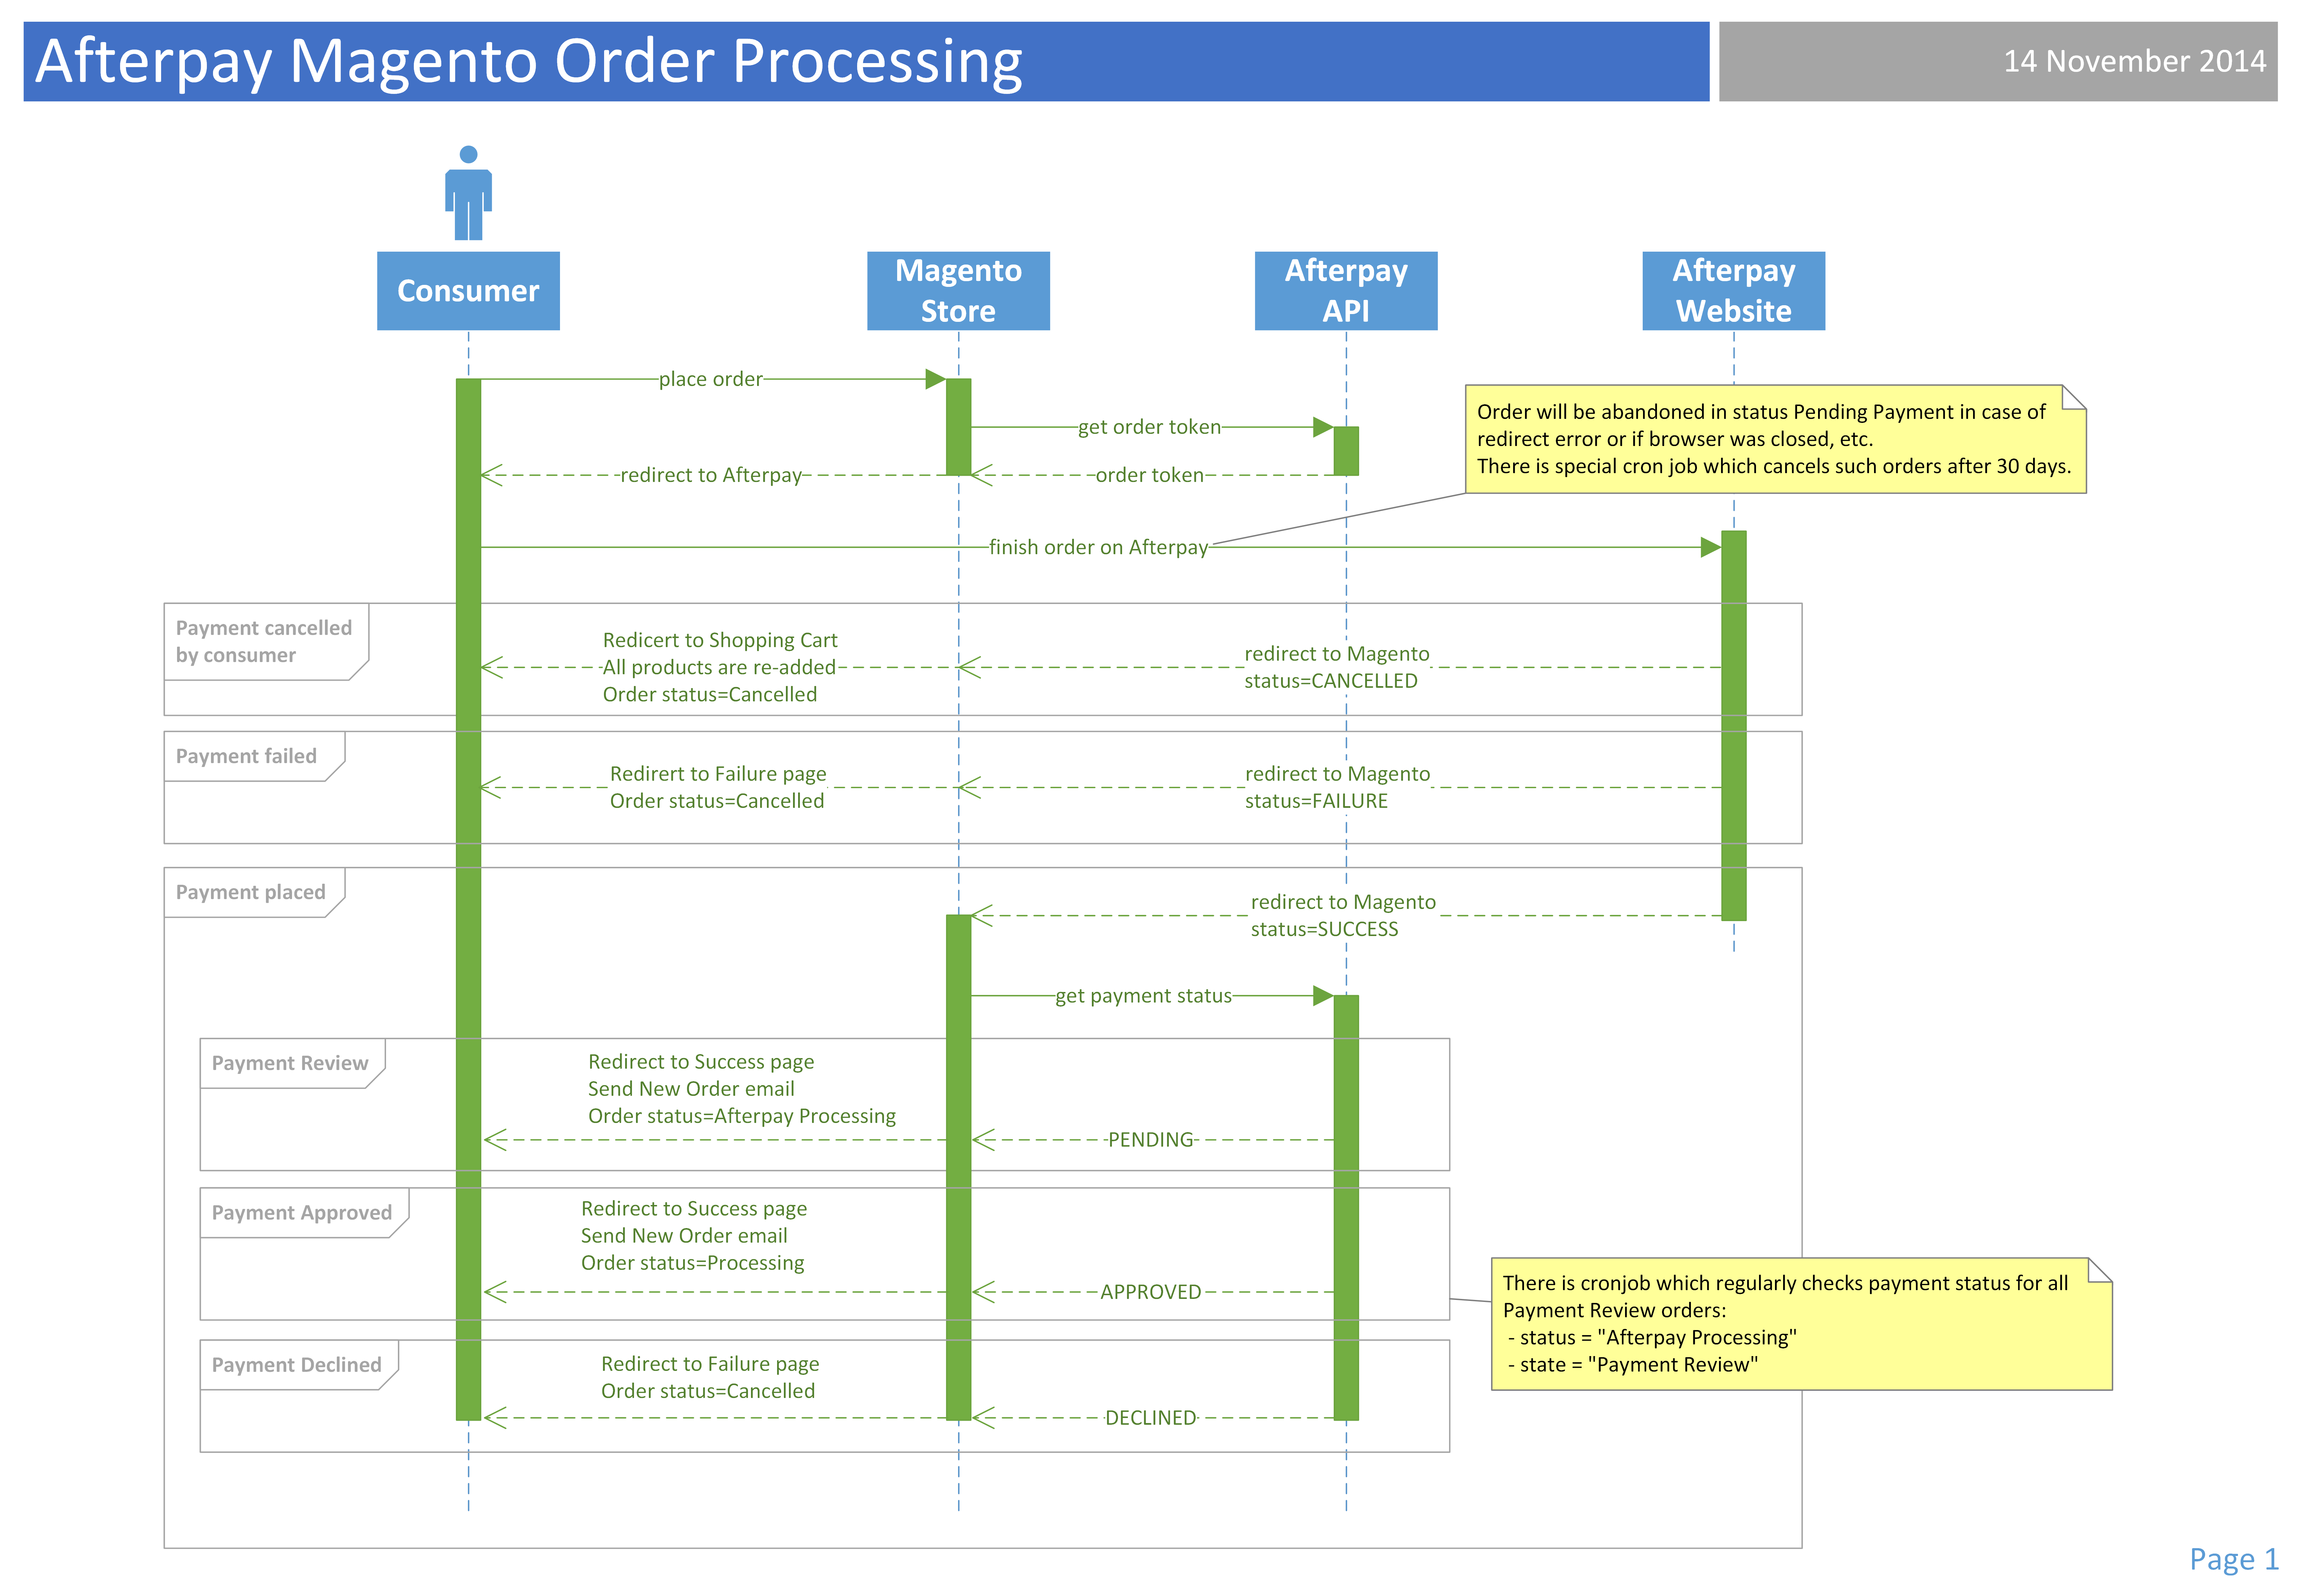 Afterpay Magento Order Processing
14 November 2014
Consumer
Magento
Store
Afterpay
API
Afterpay
Website
place order
get order token
redirect to Afterpay
order token
Order will be abandoned in status Pending Payment in case of
redirect error or if browser was closed, etc.
There is special cron job which cancels such orders after 30 days.
finish order on Afterpay
Payment cancelled
by consumer
Redicert to Shopping Cart
All products are re-added
Order status=Cancelled
redirect to Magento
status=CANCELLED
Payment failed
Redirert to Failure page
Order status=Cancelled
redirect to Magento
status=FAILURE
Payment placed
redirect to Magento
status=SUCCESS
get payment status
Payment Review
Redirect to Success page
Send New Order email
Order status=Afterpay Processing
PENDING
Payment Approved
Redirect to Success page
Send New Order email
Order status=Processing
APPROVED
There is cronjob which regularly checks payment status for all
Payment Review orders:
- status = "Afterpay Processing"
- state = "Payment Review"
Payment Declined
Redirect to Failure page
Order status=Cancelled
DECLINED
Page 1